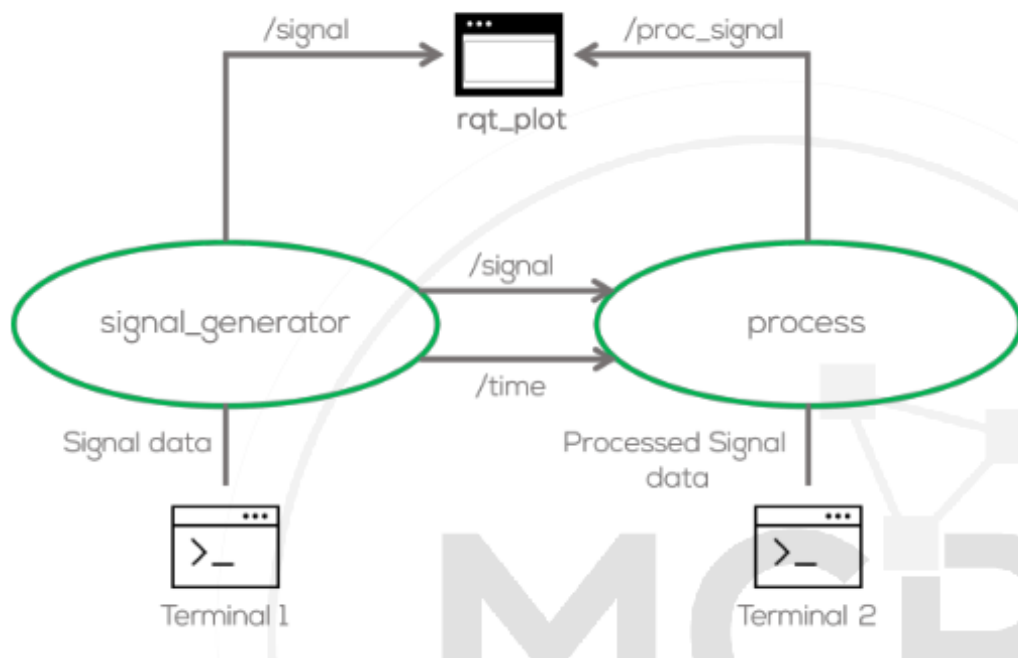 /signal
/proc_signal
rqt_plot
/signal
signal_generator
process
/time
Signal data
Processed Signal
data
>_
>_
Terminal 1
Terminal 2